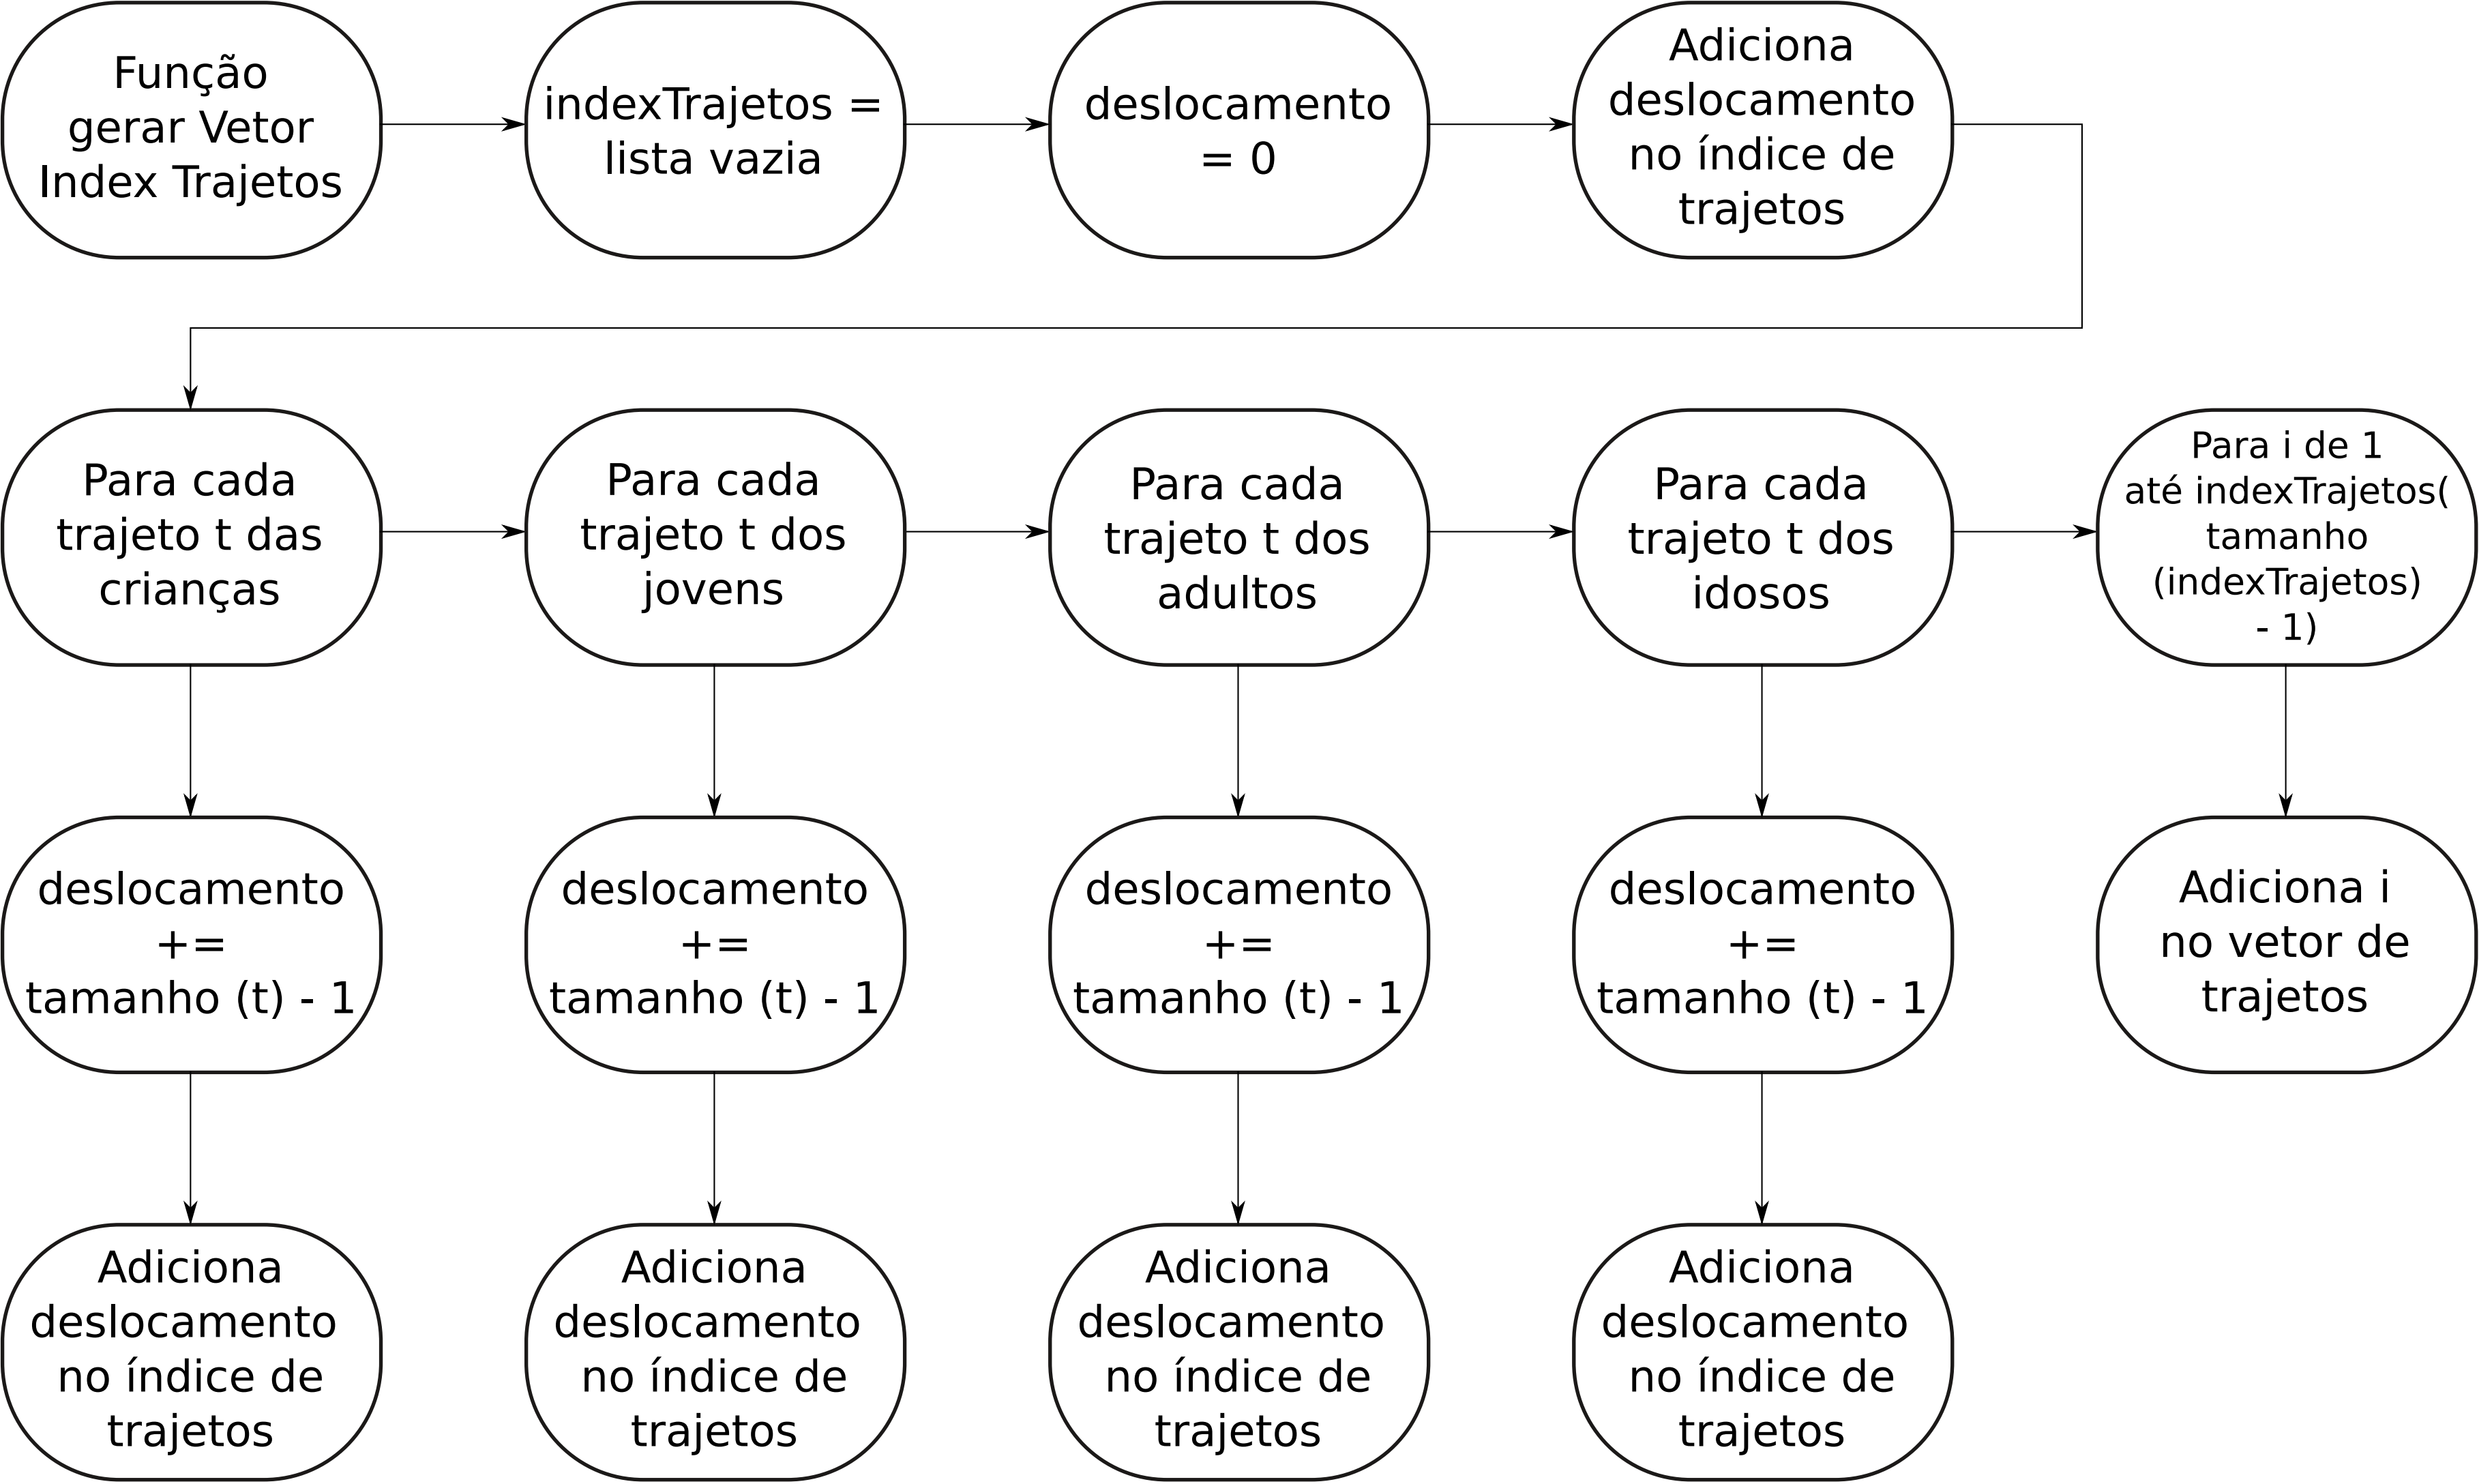 Função
gerar Vetor
Index Trajetos
indexTrajetos =
lista vazia
deslocamento
= 0
Adiciona
deslocamento
no índice de
trajetos
Para cada
trajeto t das
crianças
Para cada
trajeto t dos
jovens
Para cada
trajeto t dos
adultos
Para cada
trajeto t dos
idosos
Para i de 1
até indexTrajetos(
tamanho
(indexTrajetos)
- 1)
deslocamento
+=
tamanho (t) - 1
deslocamento
+=
tamanho (t) - 1
deslocamento
+=
tamanho (t) - 1
deslocamento
+=
tamanho (t) - 1
Adiciona i
no vetor de
trajetos
Adiciona
deslocamento
no índice de
trajetos
Adiciona
deslocamento
no índice de
trajetos
Adiciona
deslocamento
no índice de
trajetos
Adiciona
deslocamento
no índice de
trajetos